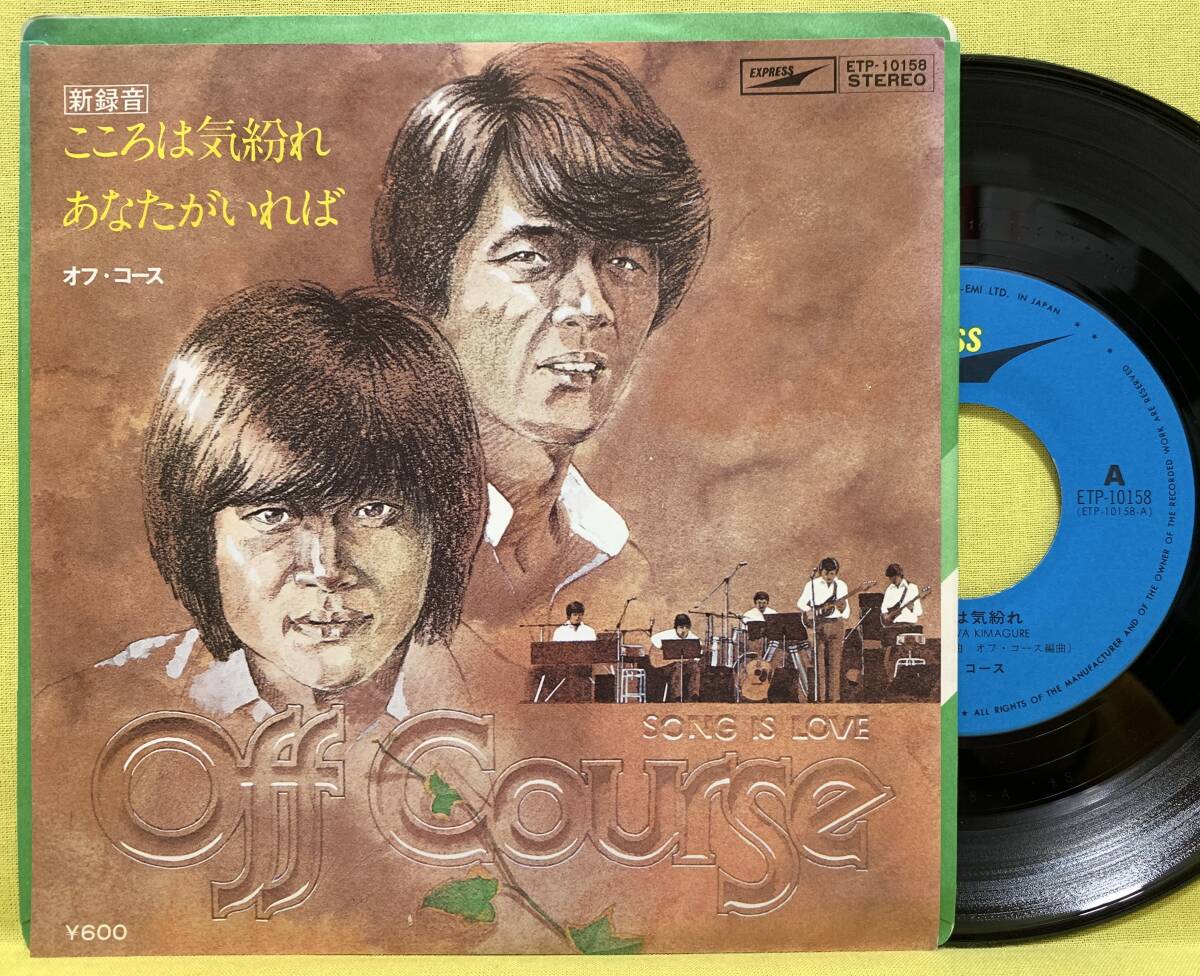 新録音
こころは気紛れ
あなたがいれば
オフ・コース
EXPRESS
ETP-10158
STEREO
SONG IS LOVE
Off Course
¥600
-EMI LTD. IN JAPAN
SS
A
ETP-10158
(ETP-10158-A)
は気紛れ
WA KIMAGURE
曲 オフ・コース編曲)
コース
* ALL RIGHTS OF THE MANUFACTURER AND OF THE OWNER OF THE RECORDED WORK ARE RESERVED